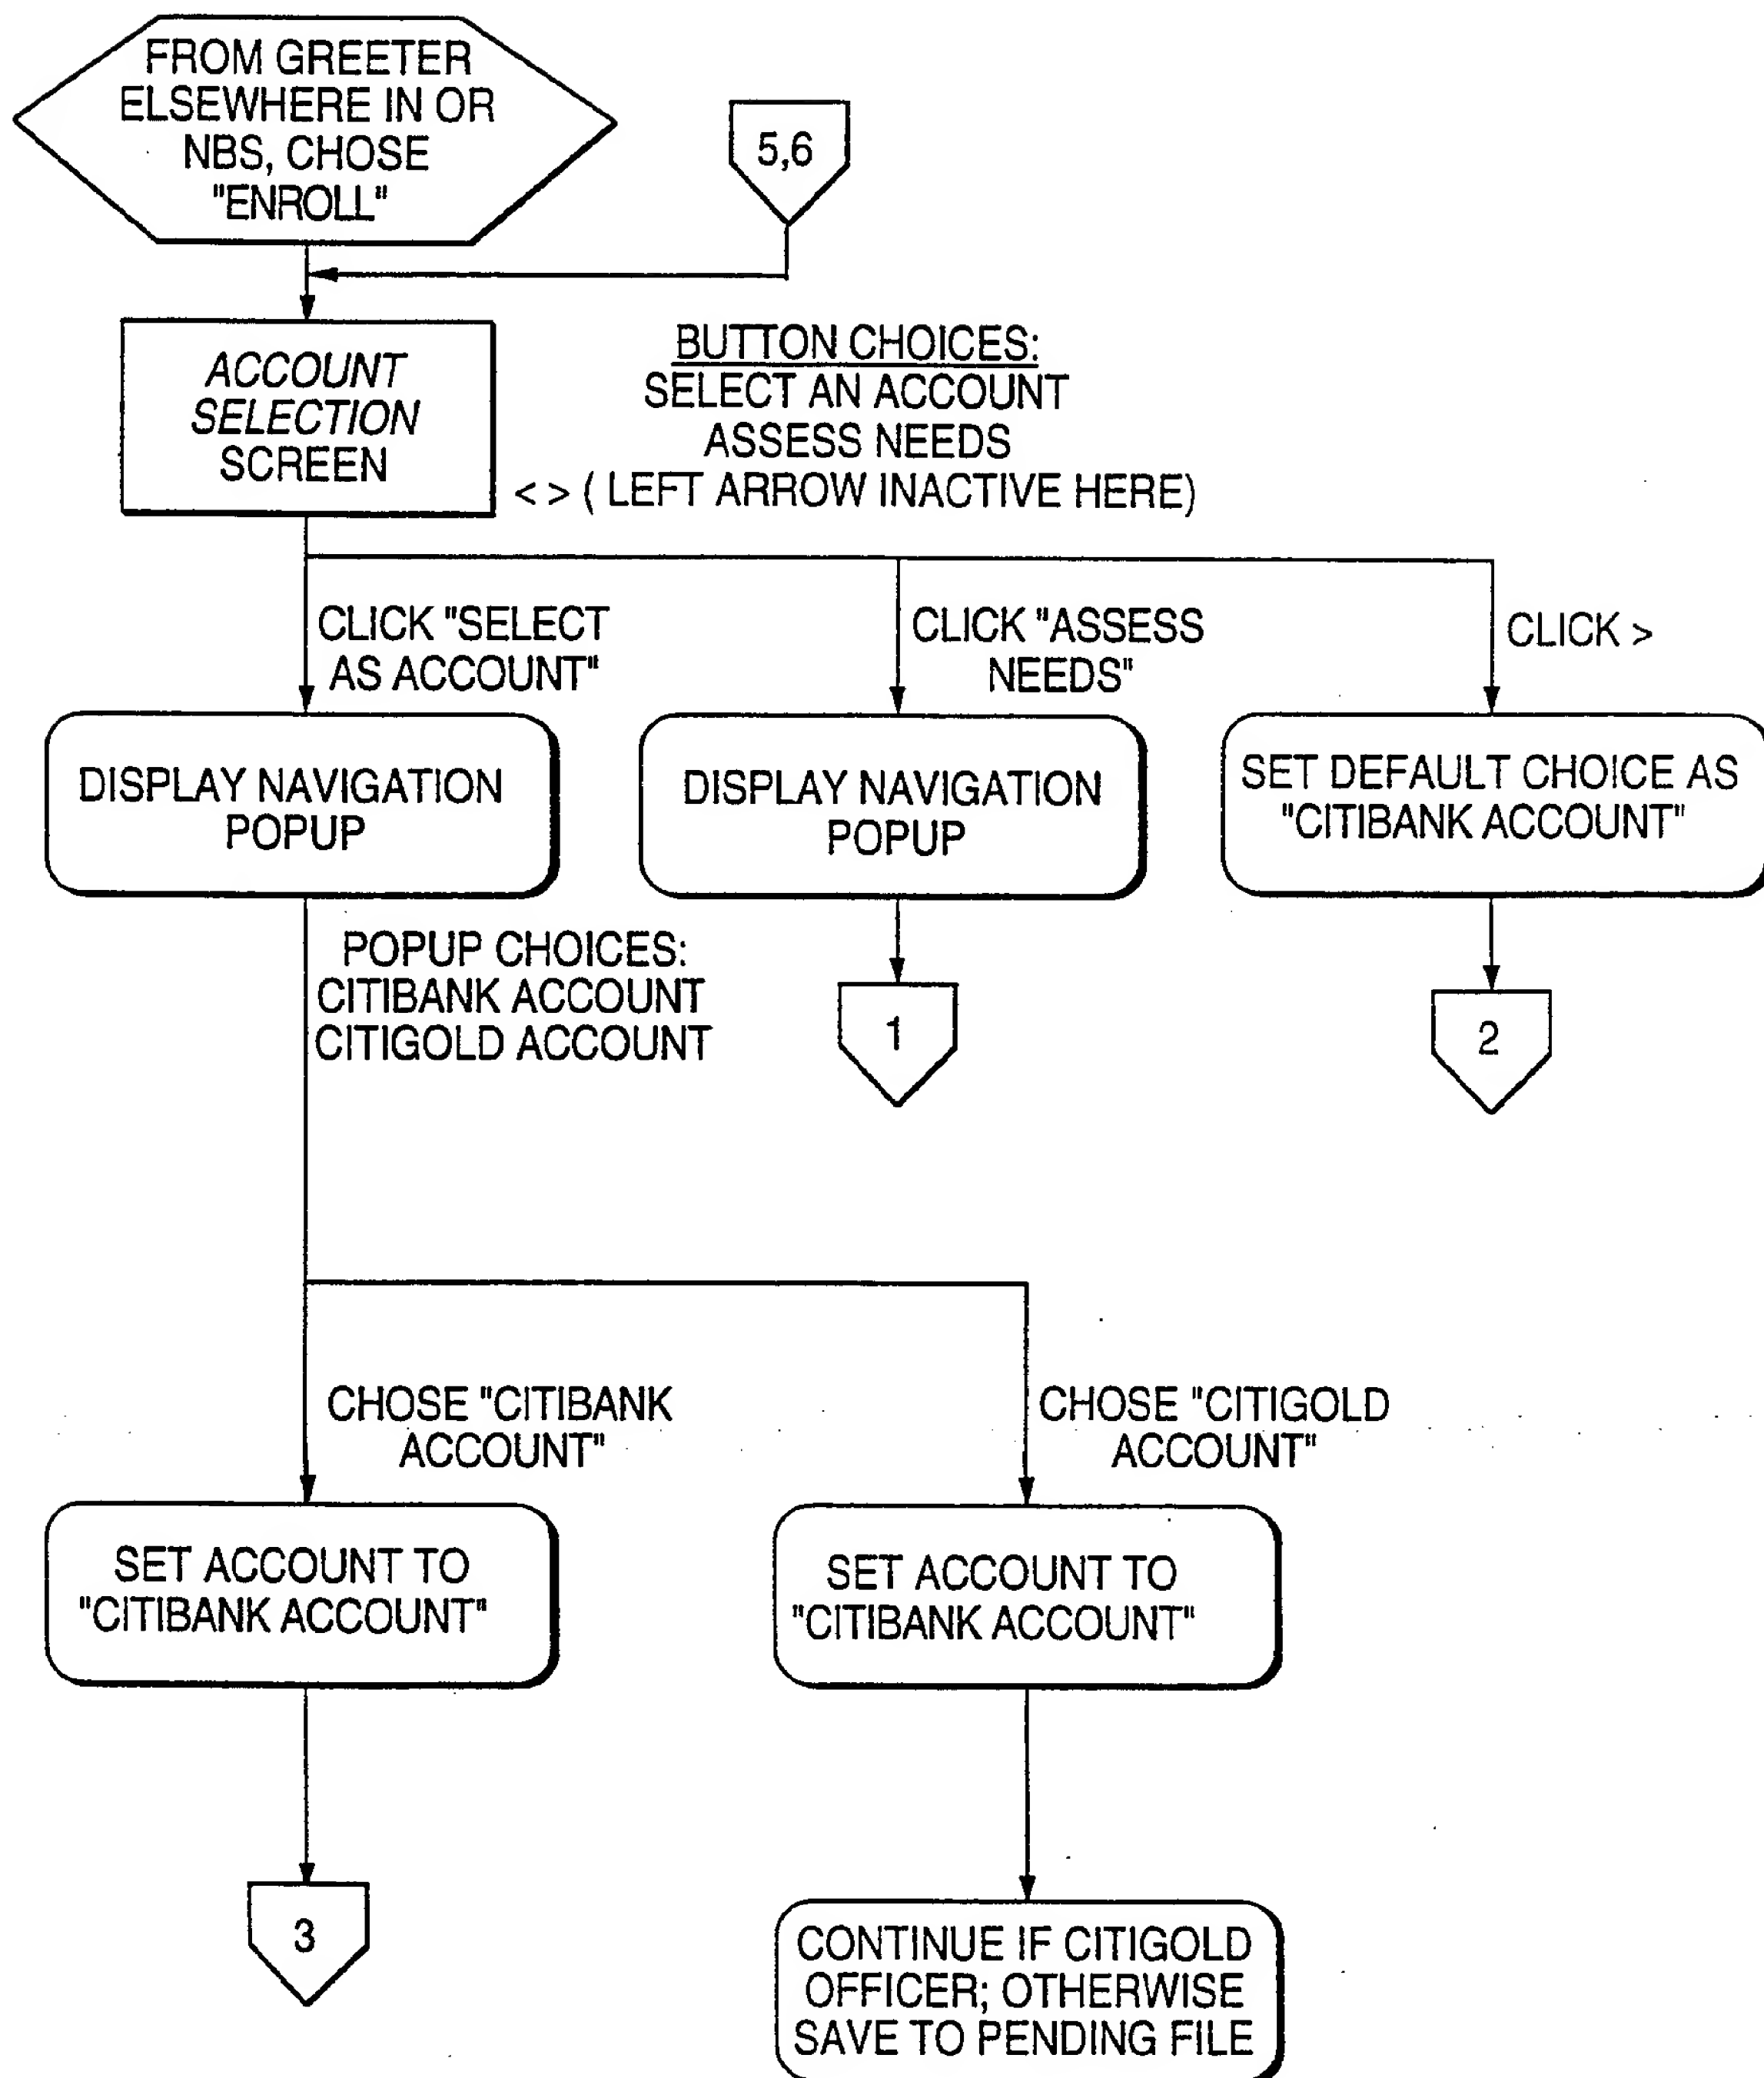 FROM GREETER
ELSEWHERE IN OR
NBS, CHOSE
"ENROLL"
5,6
ACCOUNT
SELECTION
SCREEN
BUTTON CHOICES:
SELECT AN ACCOUNT
ASSESS NEEDS
< > ( LEFT ARROW INACTIVE HERE)
CLICK "SELECT
AS ACCOUNT"
CLICK "ASSESS
NEEDS"
CLICK >
DISPLAY NAVIGATION
POPUP
DISPLAY NAVIGATION
POPUP
SET DEFAULT CHOICE AS
"CITIBANK ACCOUNT"
POPUP CHOICES:
CITIBANK ACCOUNT
CITIGOLD ACCOUNT
1
2
CHOSE "CITIBANK
ACCOUNT"
CHOSE "CITIGOLD
ACCOUNT"
SET ACCOUNT TO
"CITIBANK ACCOUNT"
SET ACCOUNT TO
"CITIBANK ACCOUNT"
3
CONTINUE IF CITIGOLD
OFFICER; OTHERWISE
SAVE TO PENDING FILE